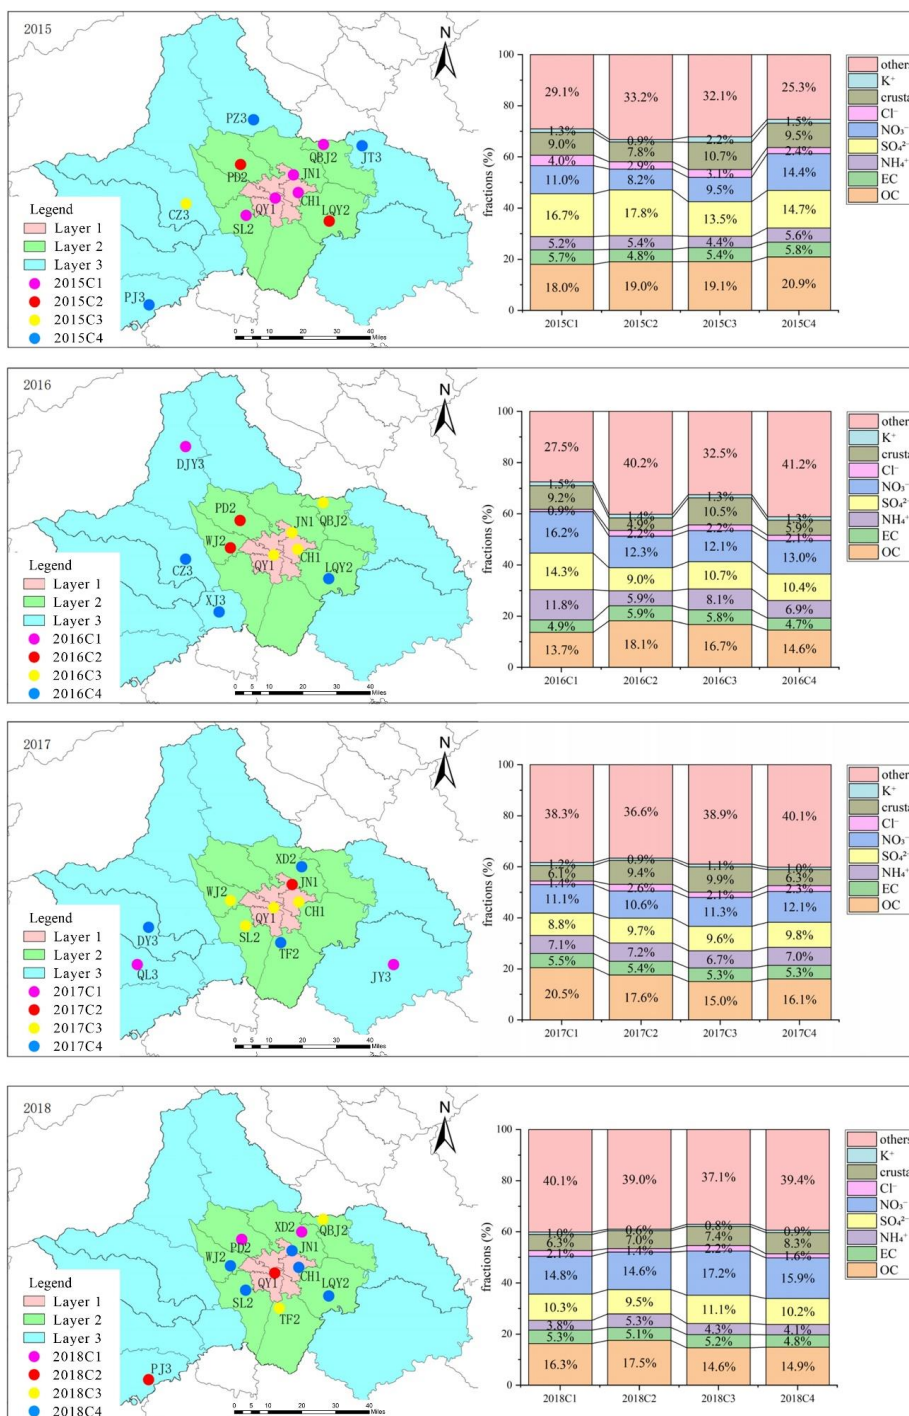 2015
N
PZ3
QBJ2
JT3
PD2
JN1
CZ3
QY1
CH1
LQY2
SL2
PJ3
Legend
Layer 1
Layer 2
Layer 3
2015C1
2015C2
2015C3
2015C4
0 5 10 20 30 40
Miles
fractions (%)
100
80
60
40
20
0
29.1% 33.2% 32.1% 25.3%
1.3% 0.9% 2.2% 1.5%
9.0% 7.8% 10.7% 9.5%
4.0% 2.9% 3.1% 2.4%
11.0% 8.2% 9.5% 14.4%
16.7% 17.8% 13.5% 14.7%
5.2% 5.4% 4.4% 5.6%
5.7% 4.8% 5.4% 5.8%
18.0% 19.0% 19.1% 20.9%
2015C1 2015C2 2015C3 2015C4
others
K⁺
crusta
Cl⁻
NO₃⁻
SO₄²⁻
NH₄⁺
EC
OC
2016
N
DJY3
PD2
QBJ2
JN1
WJ2
QY1
CH1
CZ3
LQY2
XJ3
Legend
Layer 1
Layer 2
Layer 3
2016C1
2016C2
2016C3
2016C4
0 5 10 20 30 40
Miles
fractions (%)
100
80
60
40
20
0
27.5% 40.2% 32.5% 41.2%
1.5% 1.4% 1.3% 1.3%
9.2% 4.9% 10.5% 5.9%
0.9% 2.2% 2.2% 2.1%
16.2% 12.3% 12.1% 13.0%
14.3% 9.0% 10.7% 10.4%
11.8% 5.9% 8.1% 6.9%
4.9% 5.9% 5.8% 4.7%
13.7% 18.1% 16.7% 14.6%
2016C1 2016C2 2016C3 2016C4
others
K⁺
crusta
Cl⁻
NO₃⁻
SO₄²⁻
NH₄⁺
EC
OC
2017
N
XD2
JN1
WJ2
QY1
CH1
SL2
DY3
TF2
QL3
JY3
Legend
Layer 1
Layer 2
Layer 3
2017C1
2017C2
2017C3
2017C4
0 5 10 20 30 40
Miles
fractions (%)
100
80
60
40
20
0
38.3% 36.6% 38.9% 40.1%
1.2% 0.9% 1.1% 1.0%
6.1% 9.4% 9.9% 6.3%
1.4% 2.6% 2.1% 2.3%
11.1% 10.6% 11.3% 12.1%
8.8% 9.7% 9.6% 9.8%
7.1% 7.2% 6.7% 7.0%
5.5% 5.4% 5.3% 5.3%
20.5% 17.6% 15.0% 16.1%
2017C1 2017C2 2017C3 2017C4
others
K⁺
crusta
Cl⁻
NO₃⁻
SO₄²⁻
NH₄⁺
EC
OC
2018
N
XD2
QBJ2
PD2
JN1
WJ2
QY1
CH1
SL2
LQY2
TF2
PJ3
Legend
Layer 1
Layer 2
Layer 3
2018C1
2018C2
2018C3
2018C4
0 5 10 20 30 40
Miles
fractions (%)
100
80
60
40
20
0
40.1% 39.0% 37.1% 39.4%
1.0% 0.6% 0.8% 0.9%
6.3% 7.0% 7.4% 8.3%
2.1% 1.4% 2.2% 1.6%
14.8% 14.6% 17.2% 15.9%
10.3% 9.5% 11.1% 10.2%
3.8% 5.3% 4.3% 4.1%
5.3% 5.1% 5.2% 4.8%
16.3% 17.5% 14.6% 14.9%
2018C1 2018C2 2018C3 2018C4
others
K⁺
crusta
Cl⁻
NO₃⁻
SO₄²⁻
NH₄⁺
EC
OC